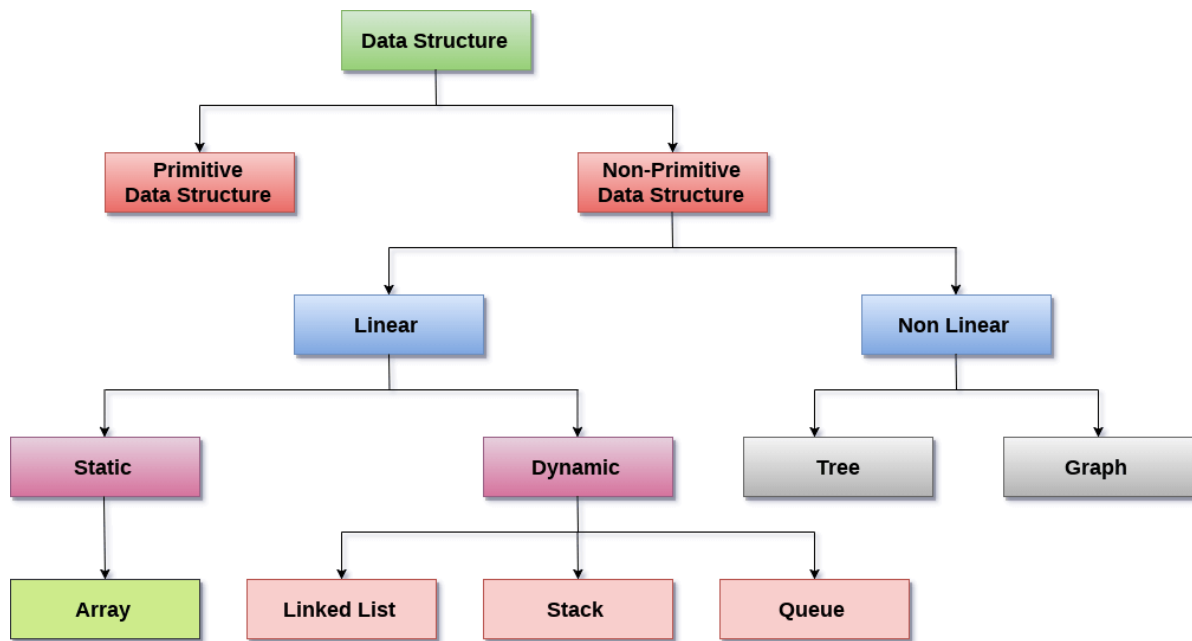 Data Structure
Primitive
Data Structure
Non-Primitive
Data Structure
Linear
Non Linear
Static
Dynamic
Tree
Graph
Array
Linked List
Stack
Queue